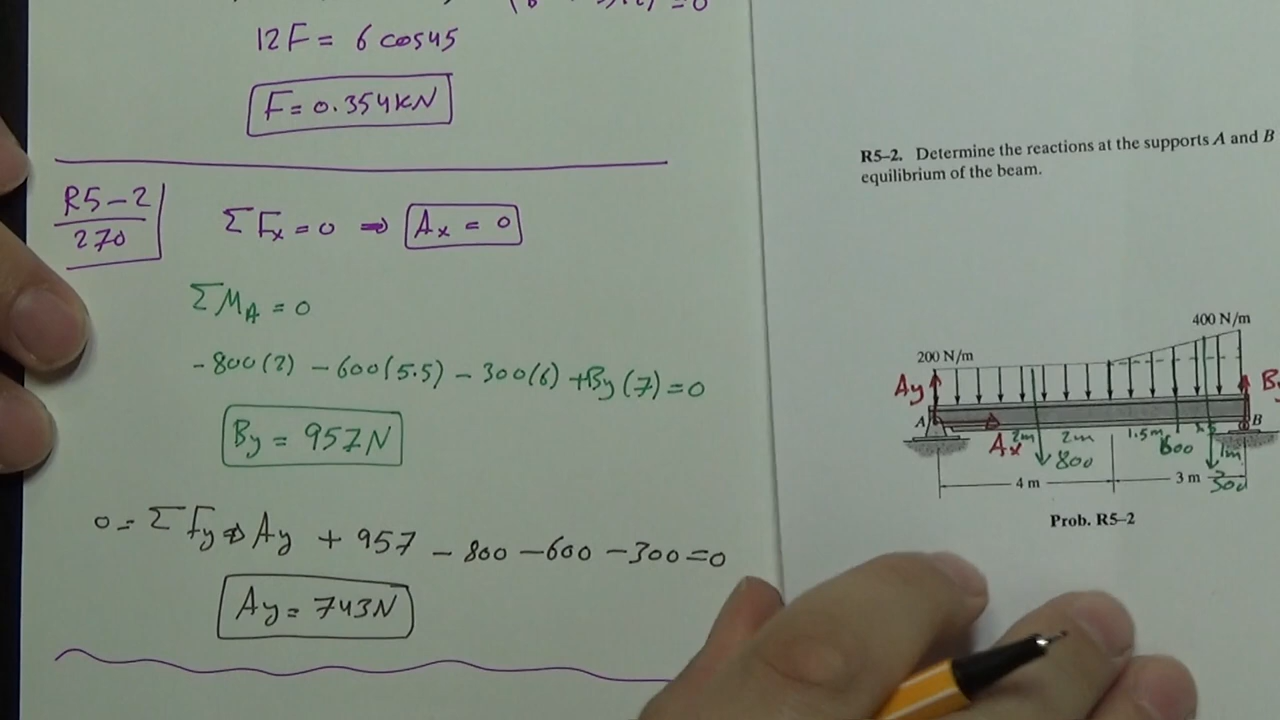 = 0
12F = 6 cos45
F = 0.354KN
R5-2
270
ΣFx = 0 ⇒ Ax = 0
ΣMA = 0
-800(2) - 600(5.5) - 300(6) + By(7) = 0
By = 957N
0 = ΣFy ⇒ Ay + 957 - 800 - 600 - 300 = 0
Ay = 743N
R5–2. Determine the reactions at the supports A and B
equilibrium of the beam.
400 N/m
200 N/m
Ay
By
A
B
Ax
2m
2m
1.5m
800
600
1m
300
4 m
3 m
Prob. R5-2